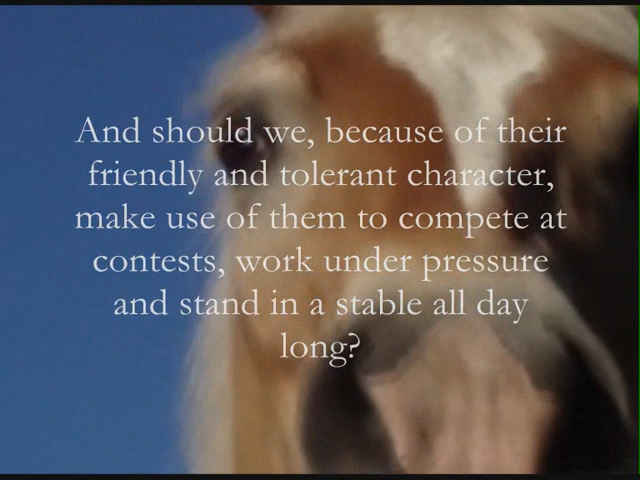 And should we, because of their
friendly and tolerant character,
make use of them to compete at
contests, work under pressure
and stand in a stable all day
long?